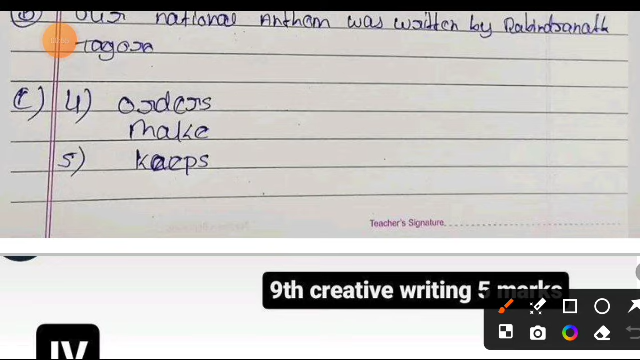 b) Our national Anthem was written by Rabindranath
Tagore
C) 4) orders
make
5) keeps
Teacher's Signature
9th creative writing 5 marks
IV